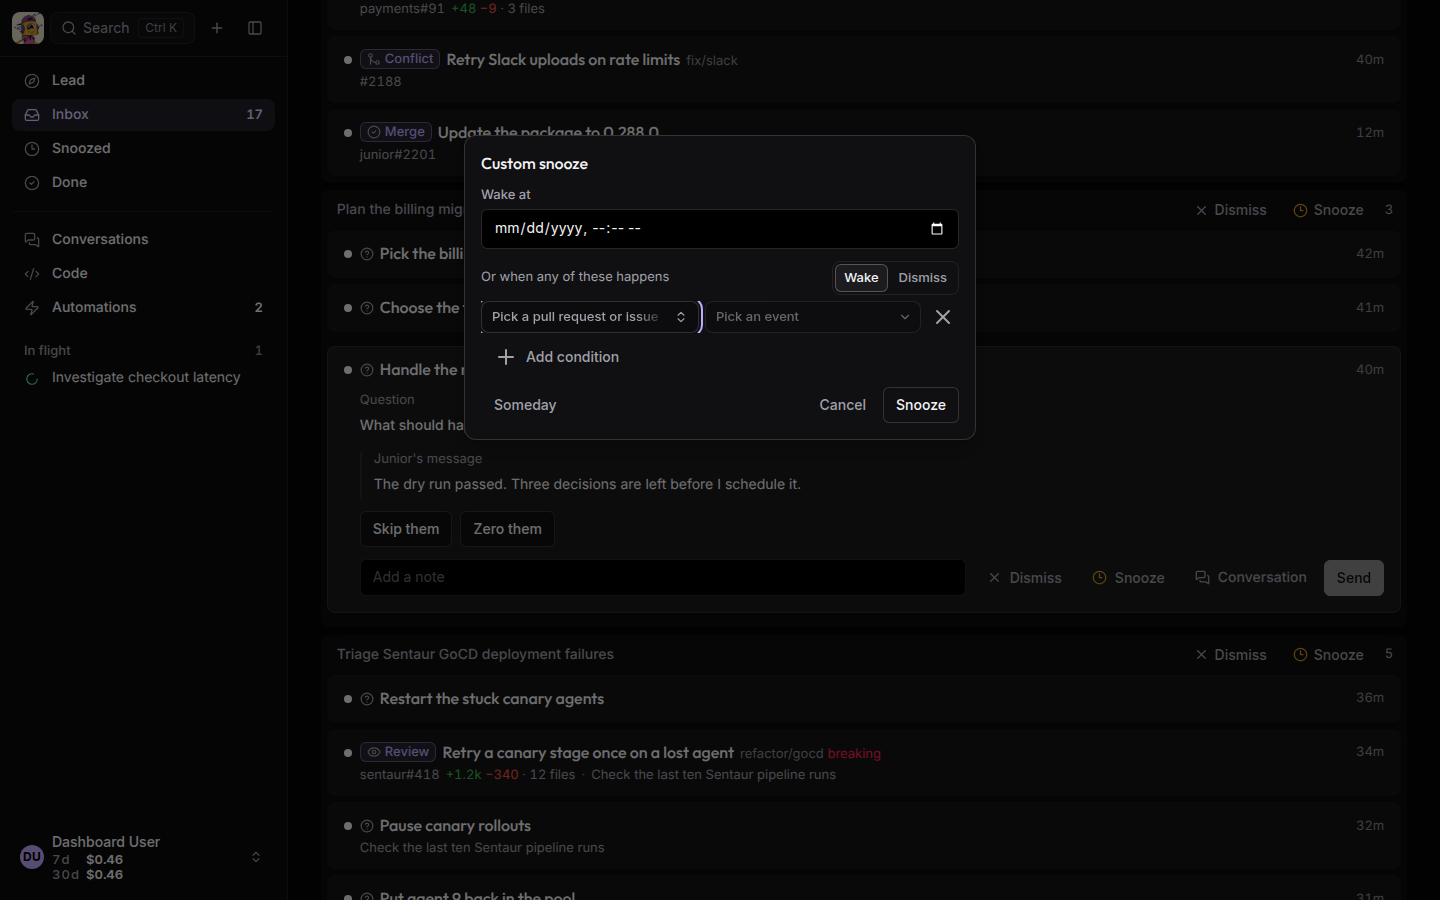 Search Ctrl K
Lead
Inbox 17
Snoozed
Done
Conversations
Code
Automations 2
In flight 1
Investigate checkout latency
Dashboard User
DU
7d $0.46
30d $0.46
payments#91 +48 −9 · 3 files
Conflict Retry Slack uploads on rate limits fix/slack 40m
#2188
Merge Update the package to 0.288.0 12m
junior#2201
Plan the billing mig Dismiss Snooze 3
Pick the billi 42m
Choose the 41m
Handle the 40m
Question
What should ha
Junior's message
The dry run passed. Three decisions are left before I schedule it.
Skip them Zero them
Add a note Dismiss Snooze Conversation Send
Custom snooze
Wake at
mm/dd/yyyy, --:-- --
Or when any of these happens Wake Dismiss
Pick a pull request or issue Pick an event
Add condition
Someday Cancel Snooze
Triage Sentaur GoCD deployment failures Dismiss Snooze 5
Restart the stuck canary agents 36m
Review Retry a canary stage once on a lost agent refactor/gocd breaking 34m
sentaur#418 +1.2k −340 · 12 files · Check the last ten Sentaur pipeline runs
Pause canary rollouts 32m
Check the last ten Sentaur pipeline runs
Put agent 9 back in the pool 31m